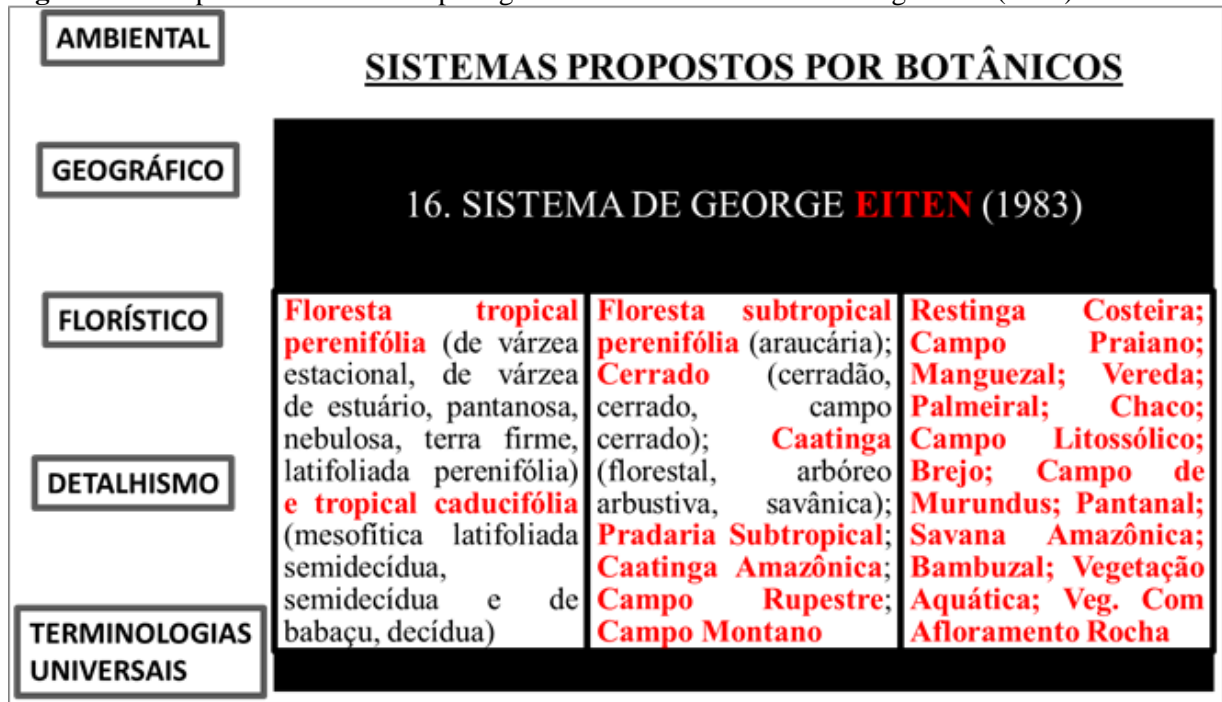 AMBIENTAL
SISTEMAS PROPOSTOS POR BOTÂNICOS
GEOGRÁFICO
16. SISTEMA DE GEORGE EITEN (1983)
FLORÍSTICO
DETALHISMO
TERMINOLOGIAS
UNIVERSAIS
Floresta tropical
perenifólia (de várzea
estacional, de várzea
de estuário, pantanosa,
nebulosa, terra firme,
latifoliada perenifólia)
e tropical caducifólia
(mesofítica latifoliada
semidecídua,
semidecídua e de
babaçu, decídua)
Floresta subtropical
perenifólia (araucária);
Cerrado (cerradão,
cerrado, campo
cerrado); Caatinga
(florestal, arbóreo
arbustiva, savânica);
Pradaria Subtropical;
Caatinga Amazônica;
Campo Rupestre;
Campo Montano
Restinga Costeira;
Campo Praiano;
Manguezal; Vereda;
Palmeiral; Chaco;
Campo Litossólico;
Brejo; Campo de
Murundus; Pantanal;
Savana Amazônica;
Bambuzal; Vegetação
Aquática; Veg. Com
Afloramento Rocha